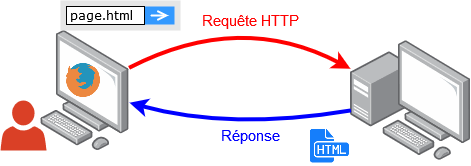 page.html
Requête HTTP
Réponse
HTML